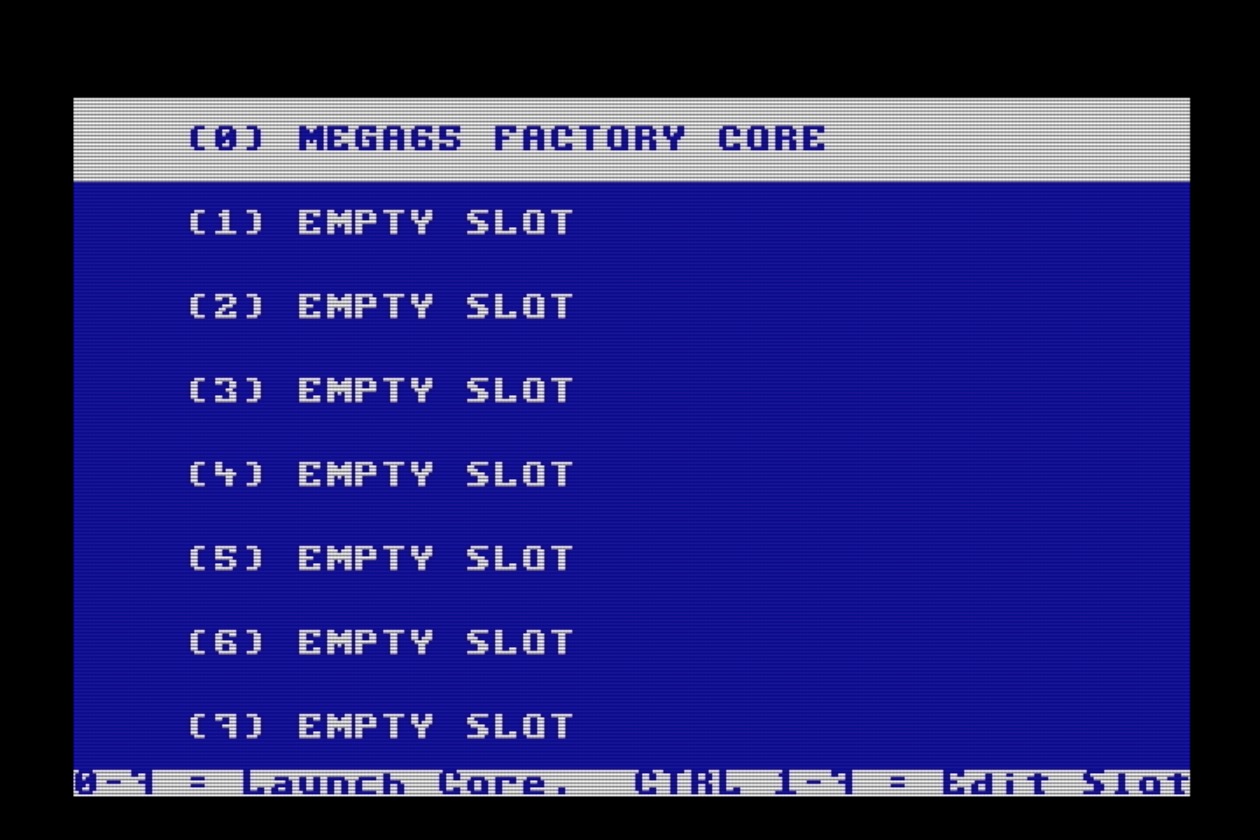 (0) MEGA65 FACTORY CORE
(1) EMPTY SLOT
(2) EMPTY SLOT
(3) EMPTY SLOT
(4) EMPTY SLOT
(5) EMPTY SLOT
(6) EMPTY SLOT
(7) EMPTY SLOT
0-7 = Launch Core. CTRL 1-7 = Edit Slot